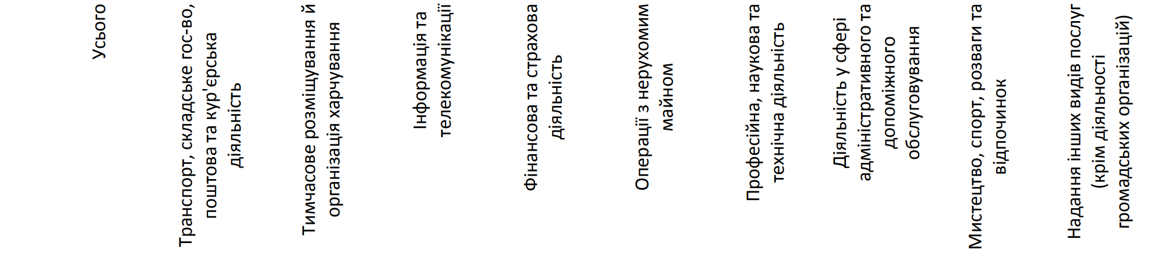 Усього
Транспорт, складське гос-во,
поштова та кур'єрська
діяльність
Тимчасове розміщування й
організація харчування
Інформація та
телекомунікації
Фінансова та страхова
діяльність
Операції з нерухомим
майном
Професійна, наукова та
технічна діяльність
Діяльність у сфері
адміністративного та
допоміжного
обслуговування
Мистецтво, спорт, розваги та
відпочинок
Надання інших видів послуг
(крім діяльності
громадських організацій)